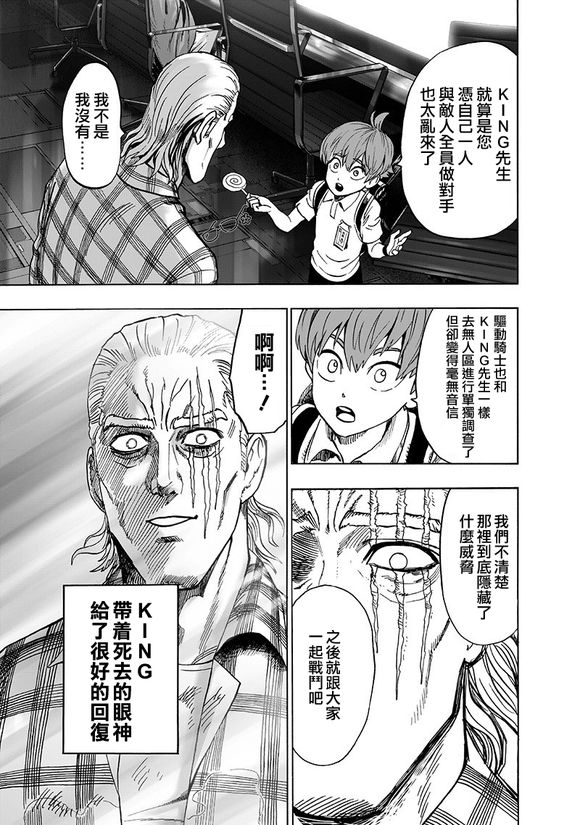 KING先生
就算是您
憑自己一人
與敵人全員做對手
也太亂來了
我不是
我沒有……
驅動騎士也和
KING先生一樣
去無人區進行單獨調查了
但卻變得毫無音信
啊啊…
我們不清楚
那裡到底隱藏了
什麼威脅
之後就跟大家
一起戰鬥吧
KING
帶着死去的眼神
給了很好的回復